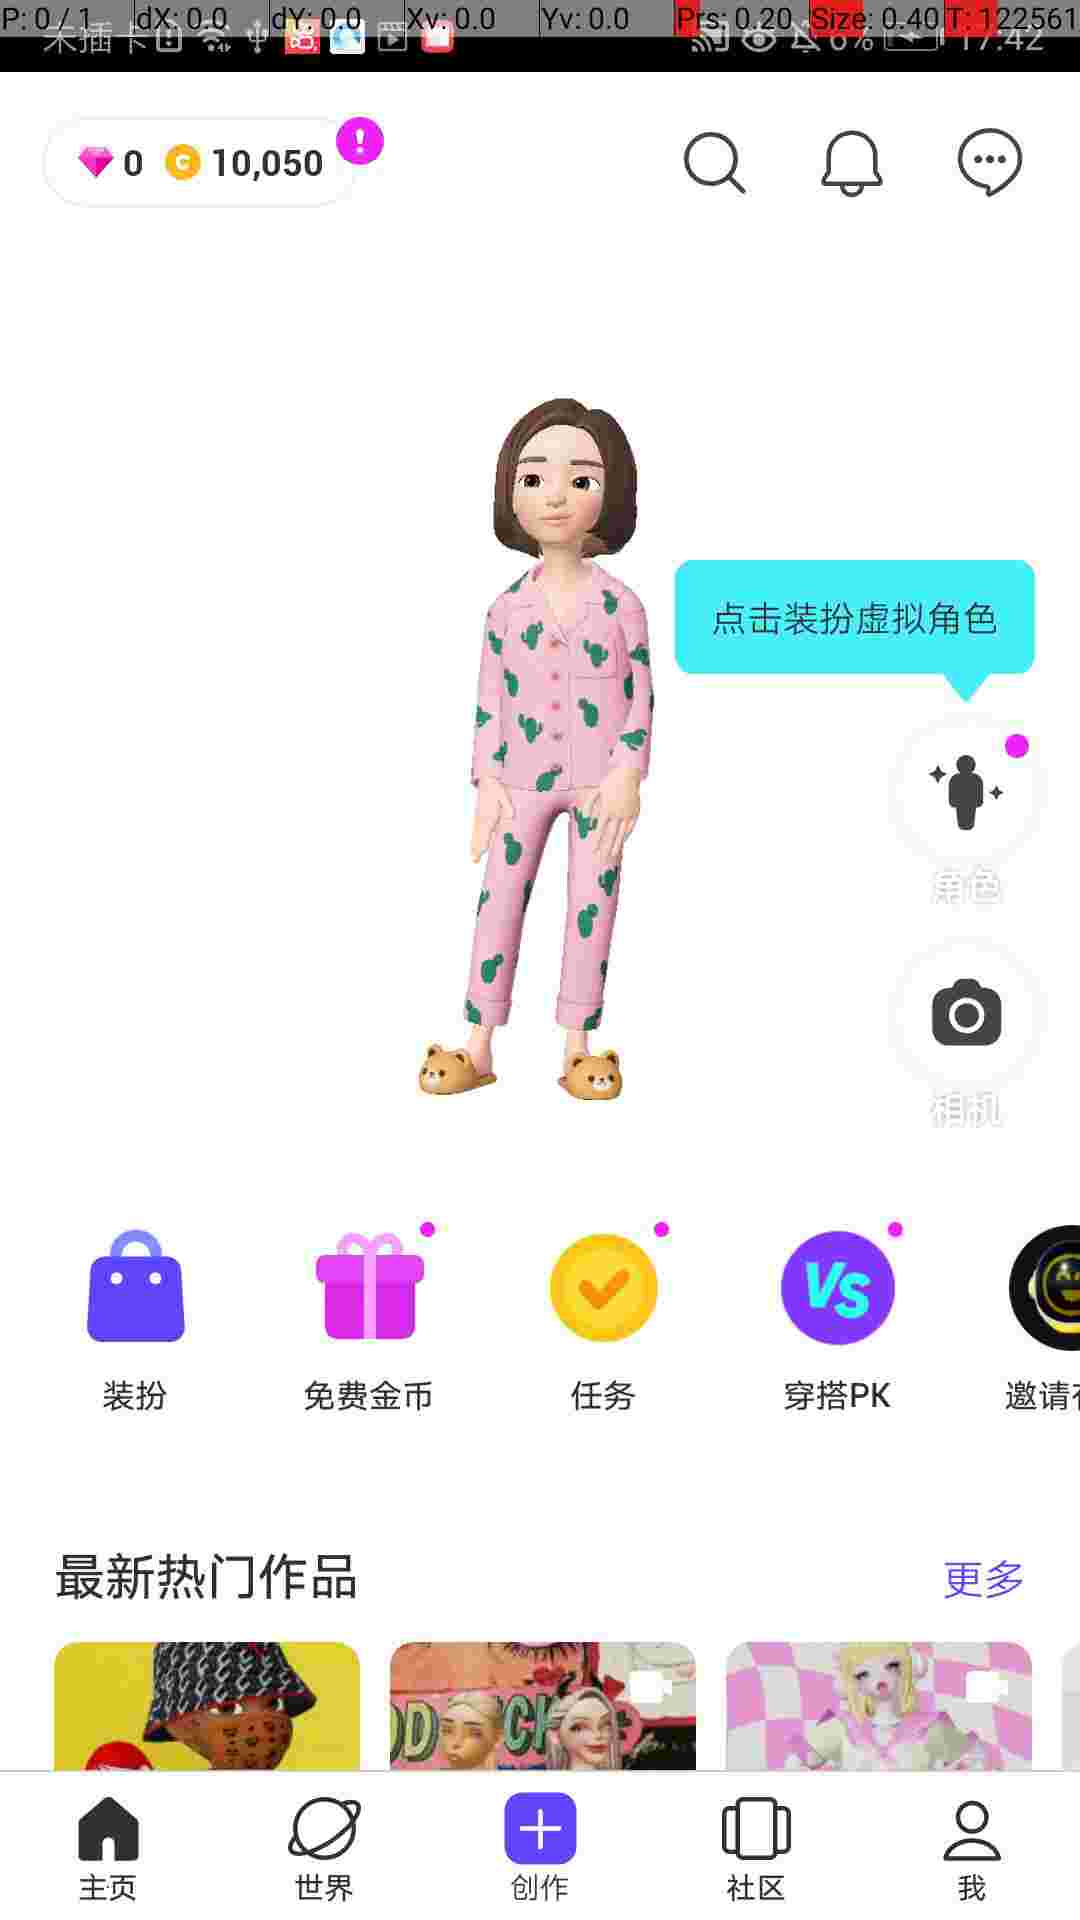 P: 0 / 1 dX: 0.0 dY: 0.0 Xv: 0.0 Yv: 0.0 Prs: 0.20 Size: 0.40 T: 122561
未插卡 6% 17:42
0 10,050
点击装扮虚拟角色
角色
相机
VS
装扮 免费金币 任务 穿搭PK 邀请
最新热门作品 更多
主页 世界 创作 社区 我